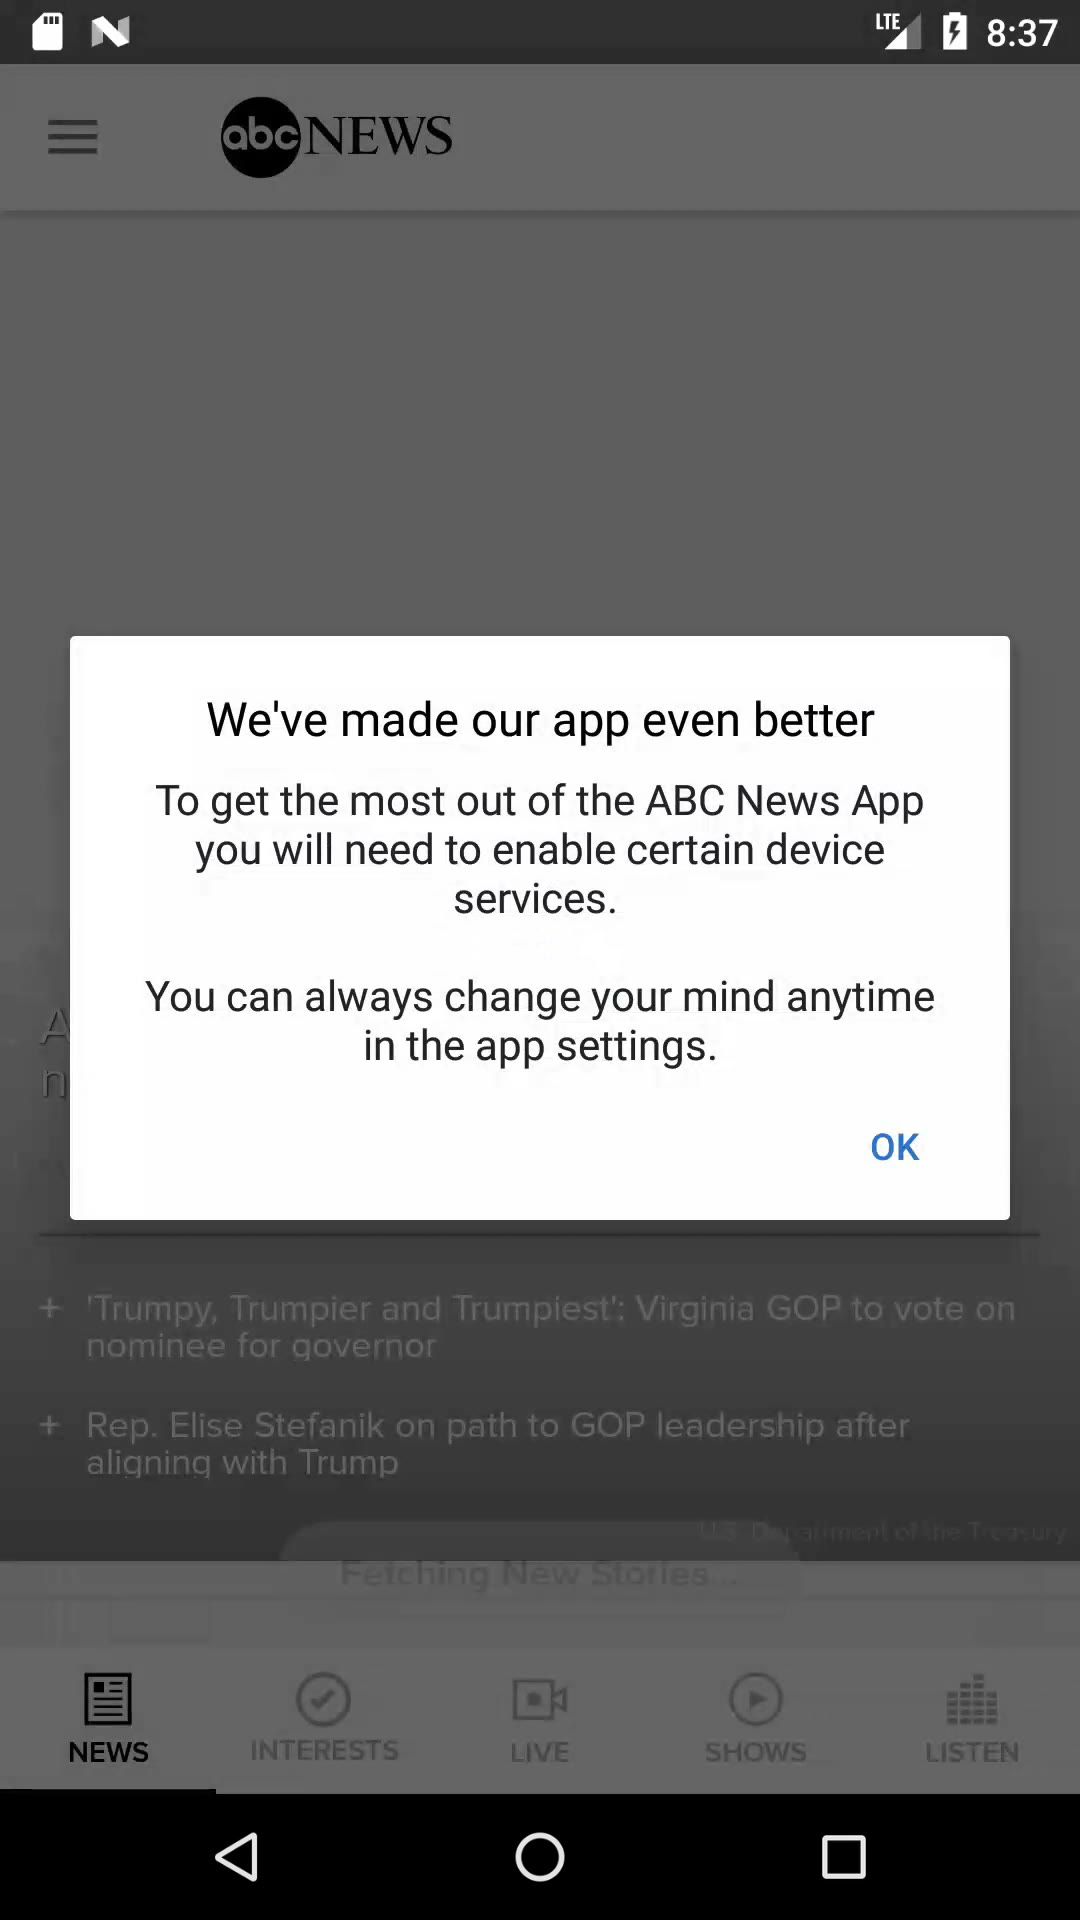 LTE 8:37
abc NEWS
We've made our app even better
To get the most out of the ABC News App
you will need to enable certain device
services.
You can always change your mind anytime
in the app settings.
OK
A
n
+ 'Trumpy, Trumpier and Trumpiest': Virginia GOP to vote on
nominee for governor
+ Rep. Elise Stefanik on path to GOP leadership after
aligning with Trump
U.S. Department of the Treasury
Fetching New Stories...
NEWS INTERESTS LIVE SHOWS LISTEN